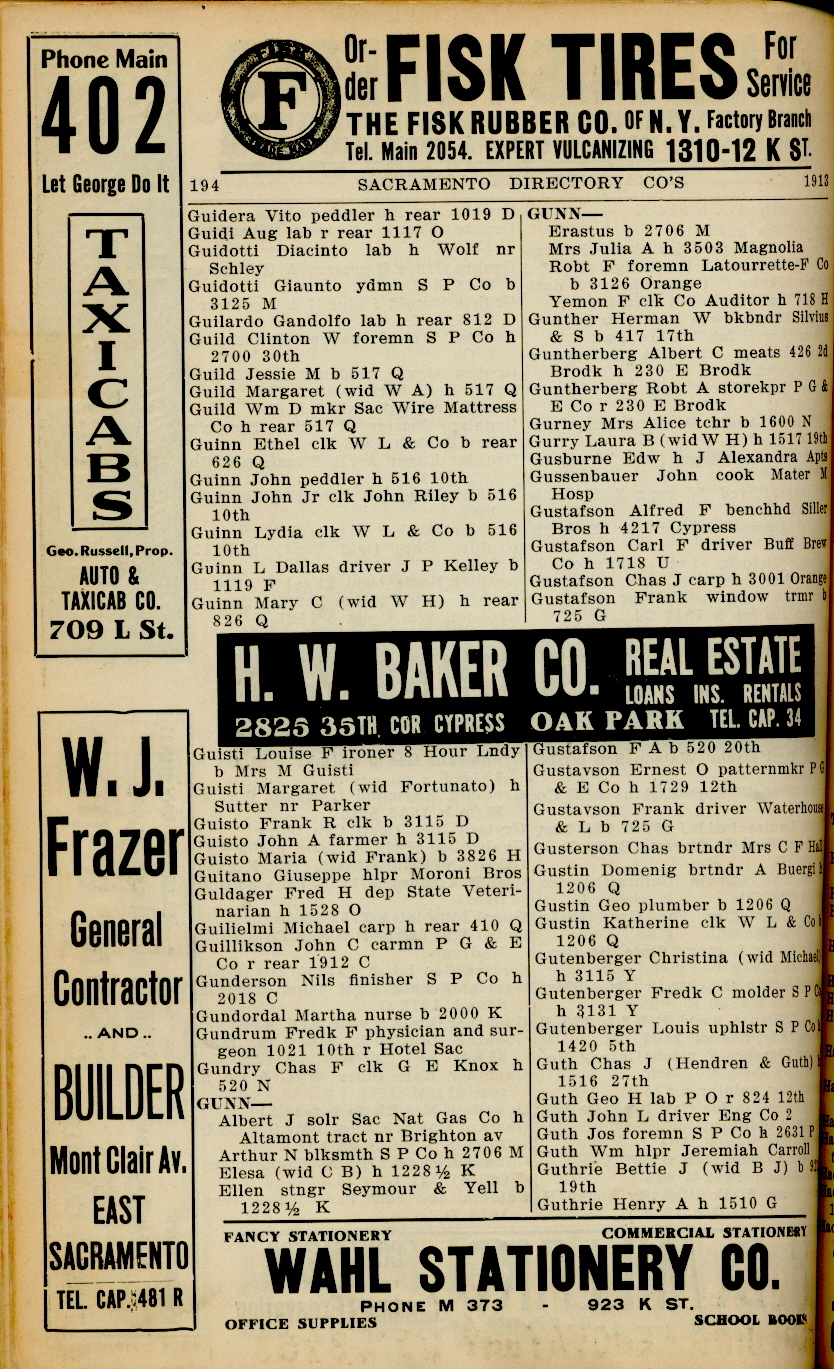 Phone Main
402
Let George Do It
TAXICABS
Geo. Russell, Prop.
AUTO &
TAXICAB CO.
709 L St.
W. J.
Frazer
General
Contractor
.. AND ..
BUILDER
Mont Clair Av.
EAST
SACRAMENTO
TEL. CAP. 481 R
F
Or-
der
FISK TIRES
For
Service
THE FISK RUBBER CO. OF N. Y. Factory Branch
Tel. Main 2054. EXPERT VULCANIZING 1310-12 K ST.
194 SACRAMENTO DIRECTORY CO'S 1913
Guidera Vito peddler h rear 1019 D
Guidi Aug lab r rear 1117 O
Guidotti Diacinto lab h Wolf nr
Schley
Guidotti Giaunto ydmn S P Co b
3125 M
Guilardo Gandolfo lab h rear 812 D
Guild Clinton W foremn S P Co h
2700 30th
Guild Jessie M b 517 Q
Guild Margaret (wid W A) h 517 Q
Guild Wm D mkr Sac Wire Mattress
Co h rear 517 Q
Guinn Ethel clk W L & Co b rear
626 Q
Guinn John peddler h 516 10th
Guinn John Jr clk John Riley b 516
10th
Guinn Lydia clk W L & Co b 516
10th
Guinn L Dallas driver J P Kelley b
1119 F
Guinn Mary C (wid W H) h rear
826 Q
GUNN—
Erastus b 2706 M
Mrs Julia A h 3503 Magnolia
Robt F foremn Latourrette-F Co
b 3126 Orange
Yemon F clk Co Auditor h 718 H
Gunther Herman W bkbndr Silvius
& S b 417 17th
Guntherberg Albert C meats 426 2d
Brodk h 230 E Brodk
Guntherberg Robt A storekpr P G &
E Co r 230 E Brodk
Gurney Mrs Alice tchr b 1600 N
Gurry Laura B (wid W H) h 1517 19th
Gusburne Edw h J Alexandra Apts
Gussenbauer John cook Mater M
Hosp
Gustafson Alfred F benchhd Siller
Bros h 4217 Cypress
Gustafson Carl F driver Buff Brew
Co h 1718 U
Gustafson Chas J carp h 3001 Orange
Gustafson Frank window trmr b
725 G
H. W. BAKER CO. REAL ESTATE
LOANS INS. RENTALS
2825 35TH, COR CYPRESS OAK PARK TEL. CAP. 34
Guisti Louise F ironer 8 Hour Lndy
b Mrs M Guisti
Guisti Margaret (wid Fortunato) h
Sutter nr Parker
Guisto Frank R clk b 3115 D
Guisto John A farmer h 3115 D
Guisto Maria (wid Frank) b 3826 H
Guitano Giuseppe hlpr Moroni Bros
Guldager Fred H dep State Veteri-
narian h 1528 O
Guilielmi Michael carp h rear 410 Q
Guillikson John C carmn P G & E
Co r rear 1912 C
Gunderson Nils finisher S P Co h
2018 C
Gundordal Martha nurse b 2000 K
Gundrum Fredk F physician and sur-
geon 1021 10th r Hotel Sac
Gundry Chas F clk G E Knox h
520 N
GUNN—
Albert J solr Sac Nat Gas Co h
Altamont tract nr Brighton av
Arthur N blksmth S P Co h 2706 M
Elesa (wid C B) h 1228½ K
Ellen stngr Seymour & Yell b
1228½ K
Gustafson F A b 520 20th
Gustavson Ernest O patternmkr P G
& E Co h 1729 12th
Gustavson Frank driver Waterhouse
& L b 725 G
Gusterson Chas brtndr Mrs C F Hall
Gustin Domenig brtndr A Buergi h
1206 Q
Gustin Geo plumber b 1206 Q
Gustin Katherine clk W L & Co b
1206 Q
Gutenberger Christina (wid Michael)
h 3115 Y
Gutenberger Fredk C molder S P Co
h 3131 Y
Gutenberger Louis uphlstr S P Co h
1420 5th
Guth Chas J (Hendren & Guth) h
1516 27th
Guth Geo H lab P O r 824 12th
Guth John L driver Eng Co 2
Guth Jos foremn S P Co h 2631 P
Guth Wm hlpr Jeremiah Carroll
Guthrie Bettie J (wid B J) b
19th
Guthrie Henry A h 1510 G
FANCY STATIONERY COMMERCIAL STATIONERY
WAHL STATIONERY CO.
PHONE M 373 - 923 K ST.
OFFICE SUPPLIES SCHOOL BOOKS